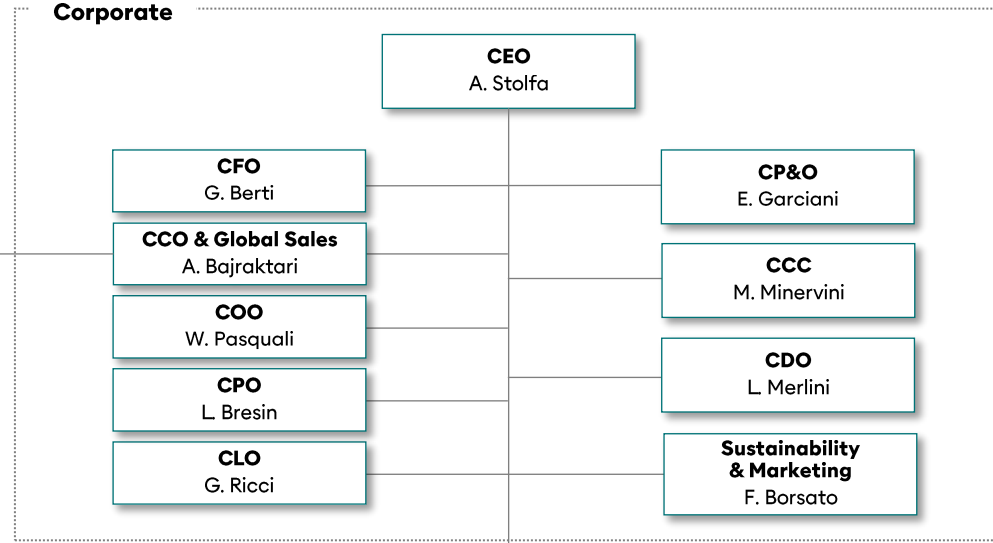 Corporate
CEO
A. Stolfa
CFO
G. Berti
CCO & Global Sales
A. Bajraktari
COO
W. Pasquali
CPO
L. Bresin
CLO
G. Ricci
CP&O
E. Garciani
CCC
M. Minervini
CDO
L. Merlini
Sustainability
& Marketing
F. Borsato